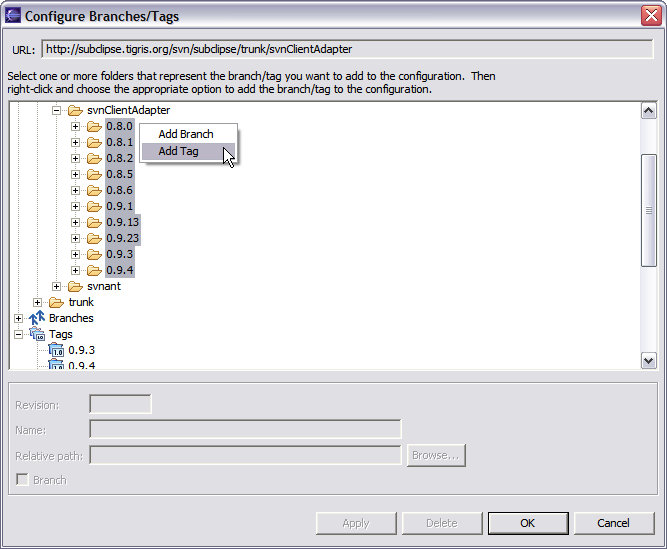 Configure Branches/Tags
URL: http://subclipse.tigris.org/svn/subclipse/trunk/svnClientAdapter
Select one or more folders that represent the branch/tag you want to add to the configuration. Then
right-click and choose the appropriate option to add the branch/tag to the configuration.
svnClientAdapter
0.8.0
Add Branch
0.8.1
Add Tag
0.8.2
0.8.5
0.8.6
0.9.1
0.9.13
0.9.23
0.9.3
0.9.4
svnant
trunk
Branches
Tags
1.0 0.9.3
1.0 0.9.4
Revision:
Name:
Relative path: Browse...
Branch
Apply Delete OK Cancel